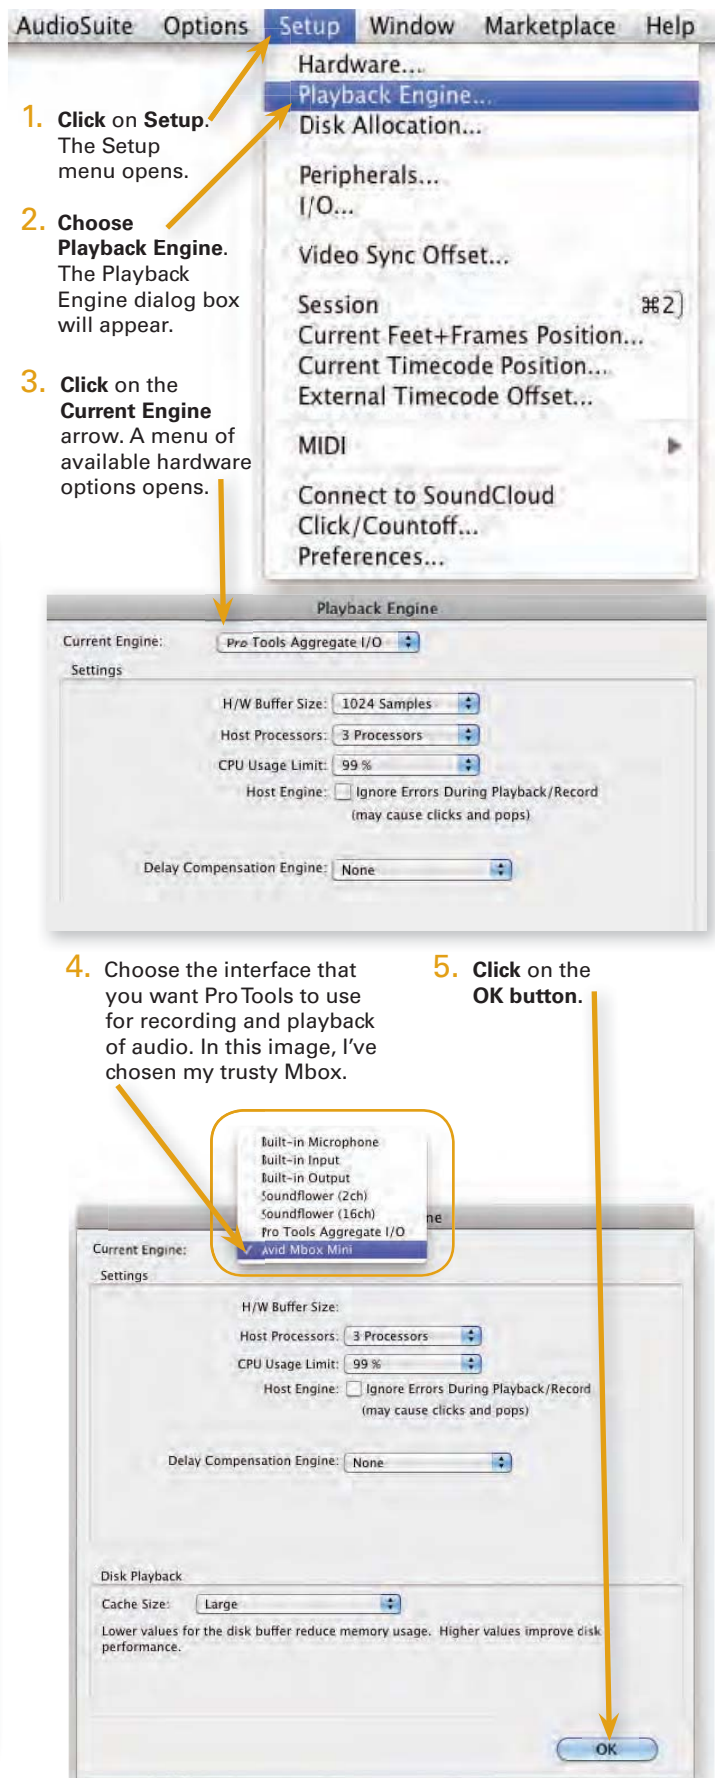 AudioSuite Options Setup Window Marketplace Help
Hardware...
Playback Engine...
Disk Allocation...
Peripherals...
I/O...
Video Sync Offset...
Session ⌘2
Current Feet+Frames Position...
Current Timecode Position...
External Timecode Offset...
MIDI
Connect to SoundCloud
Click/Countoff...
Preferences...
1. Click on Setup.
The Setup
menu opens.
2. Choose
Playback Engine.
The Playback
Engine dialog box
will appear.
3. Click on the
Current Engine
arrow. A menu of
available hardware
options opens.
Playback Engine
Current Engine: Pro Tools Aggregate I/O
Settings
H/W Buffer Size: 1024 Samples
Host Processors: 3 Processors
CPU Usage Limit: 99 %
Host Engine: Ignore Errors During Playback/Record
(may cause clicks and pops)
Delay Compensation Engine: None
4. Choose the interface that
you want Pro Tools to use
for recording and playback
of audio. In this image, I've
chosen my trusty Mbox.
5. Click on the
OK button.
Built-in Microphone
Built-in Input
Built-in Output
Soundflower (2ch)
Soundflower (16ch)
Pro Tools Aggregate I/O
ne
Current Engine: ✓ Avid Mbox Mini
Settings
H/W Buffer Size:
Host Processors: 3 Processors
CPU Usage Limit: 99 %
Host Engine: Ignore Errors During Playback/Record
(may cause clicks and pops)
Delay Compensation Engine: None
Disk Playback
Cache Size: Large
Lower values for the disk buffer reduce memory usage. Higher values improve disk
performance.
OK